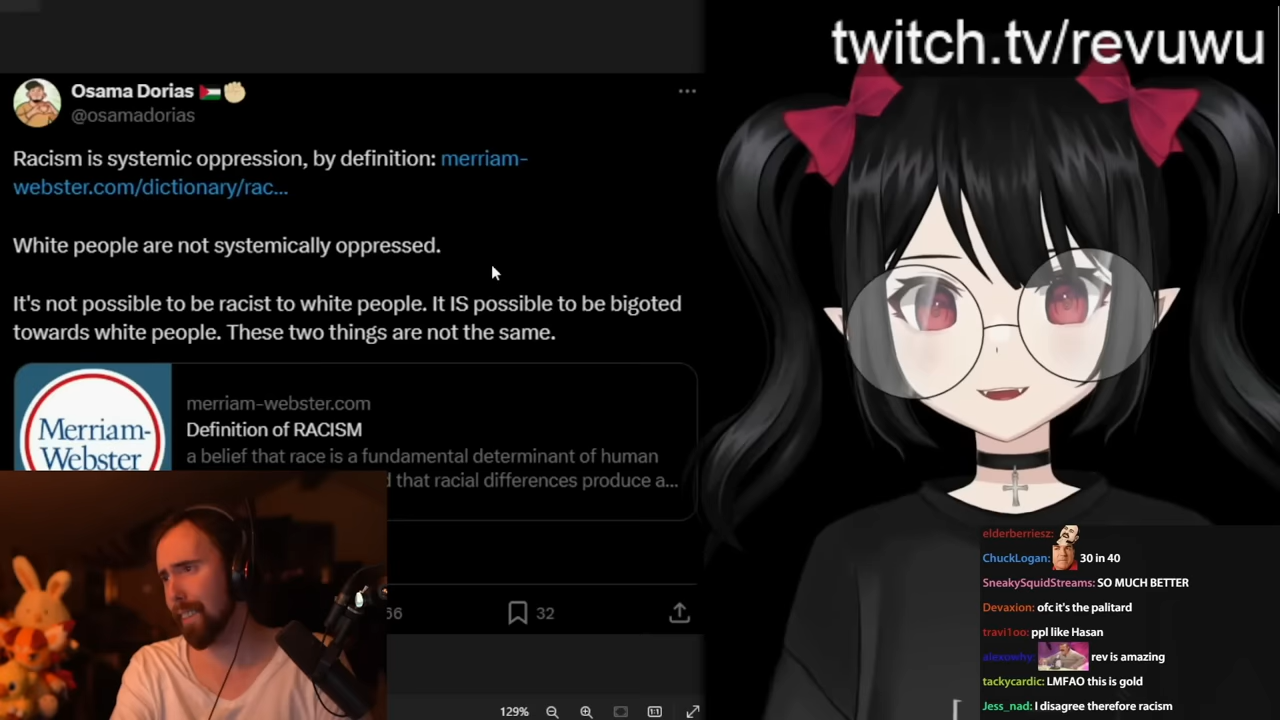 twitch.tv/revuwu
Osama Dorias
@osamadorias
Racism is systemic oppression, by definition: merriam-
webster.com/dictionary/rac...
White people are not systemically oppressed.
It's not possible to be racist to white people. It IS possible to be bigoted
towards white people. These two things are not the same.
Merriam-
Webster
merriam-webster.com
Definition of RACISM
a belief that race is a fundamental determinant of human
d that racial differences produce a...
66
32
129%
elderberriesz:
ChuckLogan: 30 in 40
SneakySquidStreams: SO MUCH BETTER
Devaxion: ofc it's the palitard
travi1oo: ppl like Hasan
alexowhy: rev is amazing
tackycardic: LMFAO this is gold
Jess_nad: I disagree therefore racism